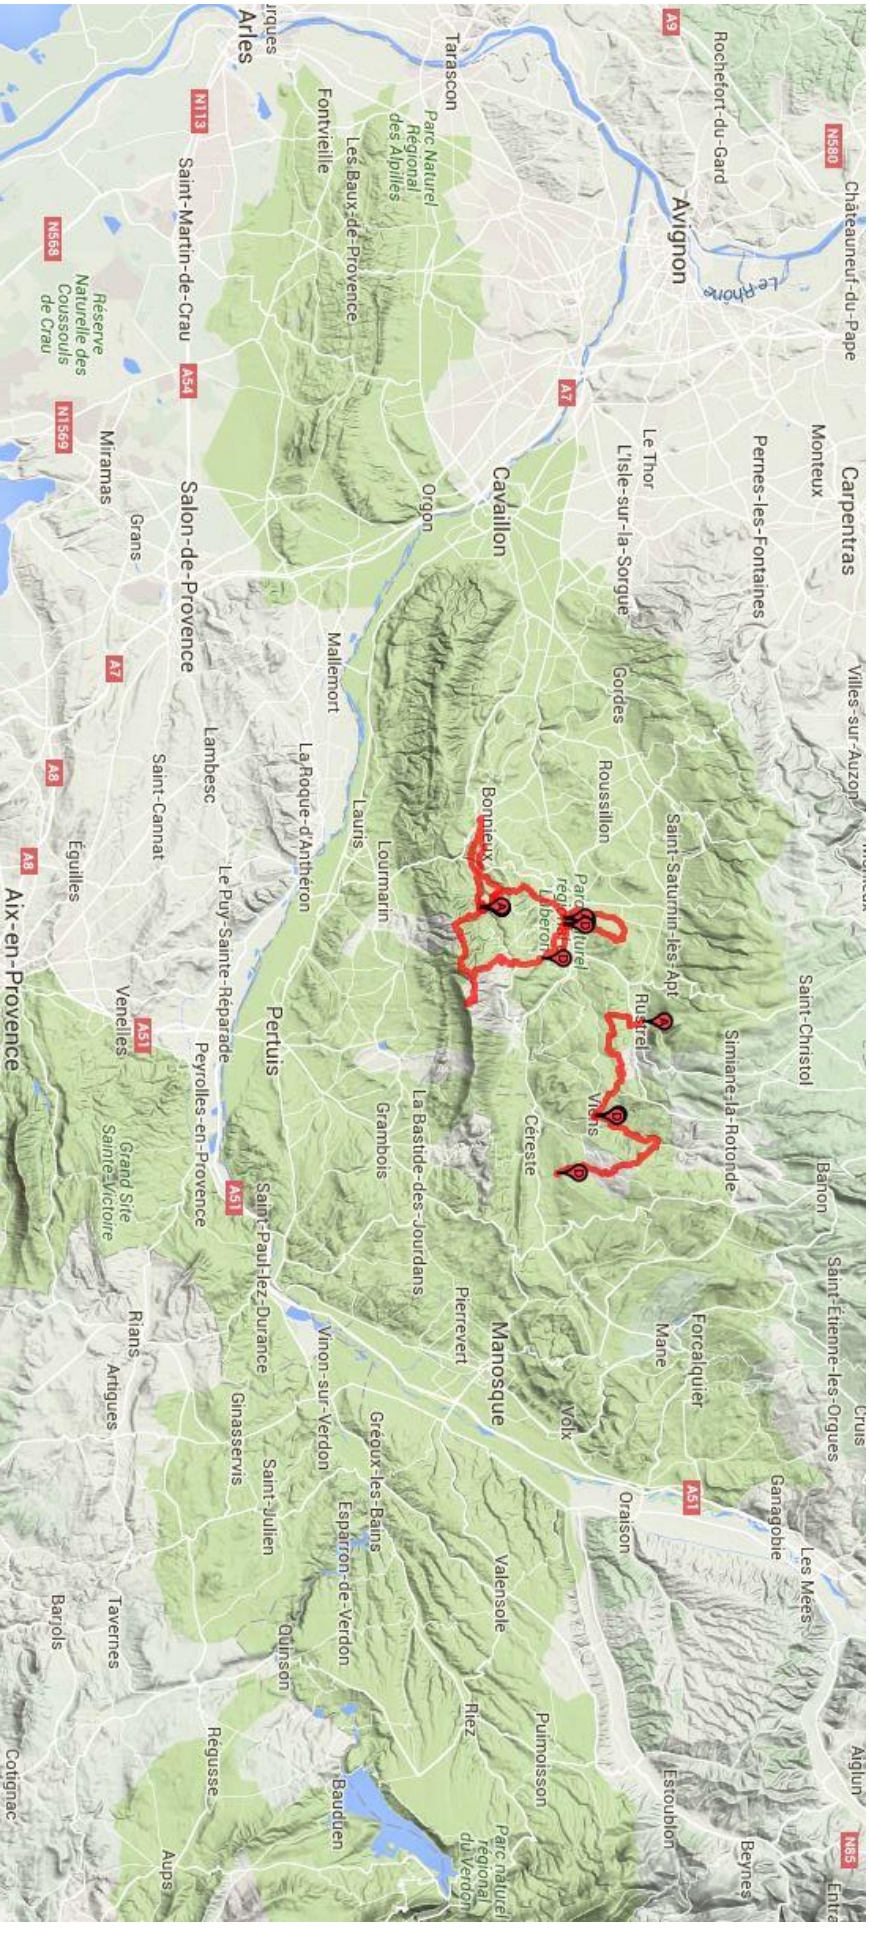 Châteauneuf-du-Pape
Carpentras
Villes-sur-Auzon
Cruis
Aiglun
N85
N580
Monteux
Saint-Christol
Banon
Saint-Étienne-les-Orgues
Les Mées
Entra
Pernes-les-Fontaines
Simiane-la-Rotonde
Ganagobie
Beynes
Rochefort-du-Gard
Le Rhône
A9
Avignon
Saint-Saturnin-lès-Apt
Forcalquier
A51
Estoublon
Le Thor
Rustrel
A
Mane
L'Isle-sur-la-Sorgue
Gordes
Roussillon
Oraison
A7
Parc naturel
D
D
D
D
Céreste
Volx
Puimoisson
Cavaillon
Bonnieux
A
Manosque
Valensole
Parc naturel
régional
du Verdon
Tarascon
Pierrevert
Riez
Parc Naturel
Régional
des Alpilles
Orgon
La Bastide-des-Jourdans
Lourmarin
Grambois
Gréoux-les-Bains
Les Baux-de-Provence
Lauris
Esparron-de-Verdon
Bauduen
Fontvieille
Mallemort
La Roque-d'Anthéron
Vinon-sur-Verdon
Pertuis
Quinson
Arles
Saint-Paul-lez-Durance
Saint-Julien
A51
Ginasservis
Le Puy-Sainte-Réparade
Lambesc
Régusse
N113
Saint-Martin-de-Crau
A54
Salon-de-Provence
Peyrolles-en-Provence
Aups
Saint-Cannat
A51
Grans
Venelles
Grand Site
Sainte-Victoire
Rians
Artigues
Tavernes
Miramas
A7
Réserve
Naturelle des
Coussouls
de Crau
Éguilles
N568
N1569
A8
Barjols
A8
Aix-en-Provence
Cotignac